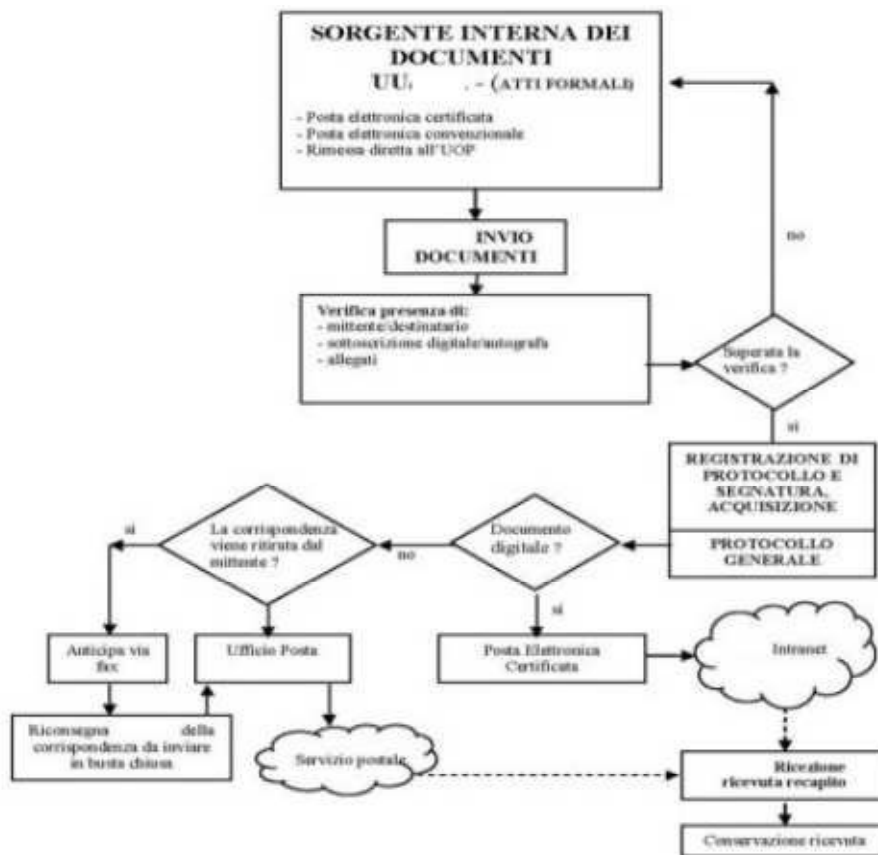 SORGENTE INTERNA DEI
DOCUMENTI
UU. . - (ATTI FORMALI)
- Posta elettronica certificata
- Posta elettronica convenzionale
- Rimessa diretta all'UOP
INVIO
DOCUMENTI
no
Verifica presenza di:
- mittente/destinatario
- sottoscrizione digitale/autografa
- allegati
Superata la
verifica ?
si
REGISTRAZIONE DI
PROTOCOLLO E
SEGNATURA,
ACQUISIZIONE
PROTOCOLLO
GENERALE
Documento
digitale ?
no
La corrispondenza
viene ritirata dal
mittente ?
si
si
Anticipa via
fax
Ufficio Posta
Posta Elettronica
Certificata
Intranet
Riconsegna della
corrispondenza da inviare
in busta chiusa
Servizio postale
Ricezione
ricevuta recapito
Conservazione ricevuta